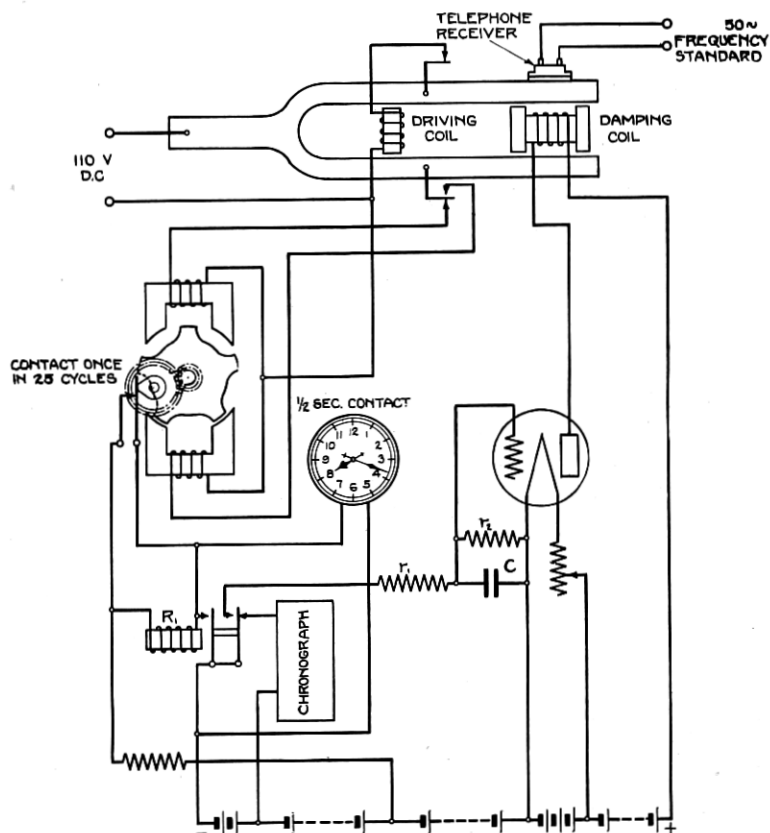 TELEPHONE
RECEIVER
50~
FREQUENCY
STANDARD
DRIVING
COIL
DAMPING
COIL
110 V
D.C
CONTACT ONCE
IN 25 CYCLES
1/2 SEC. CONTACT
12
11 1
10 2
9 3
8 4
7 5
6
r₂
r₁
C
R₁
CHRONOGRAPH
− +